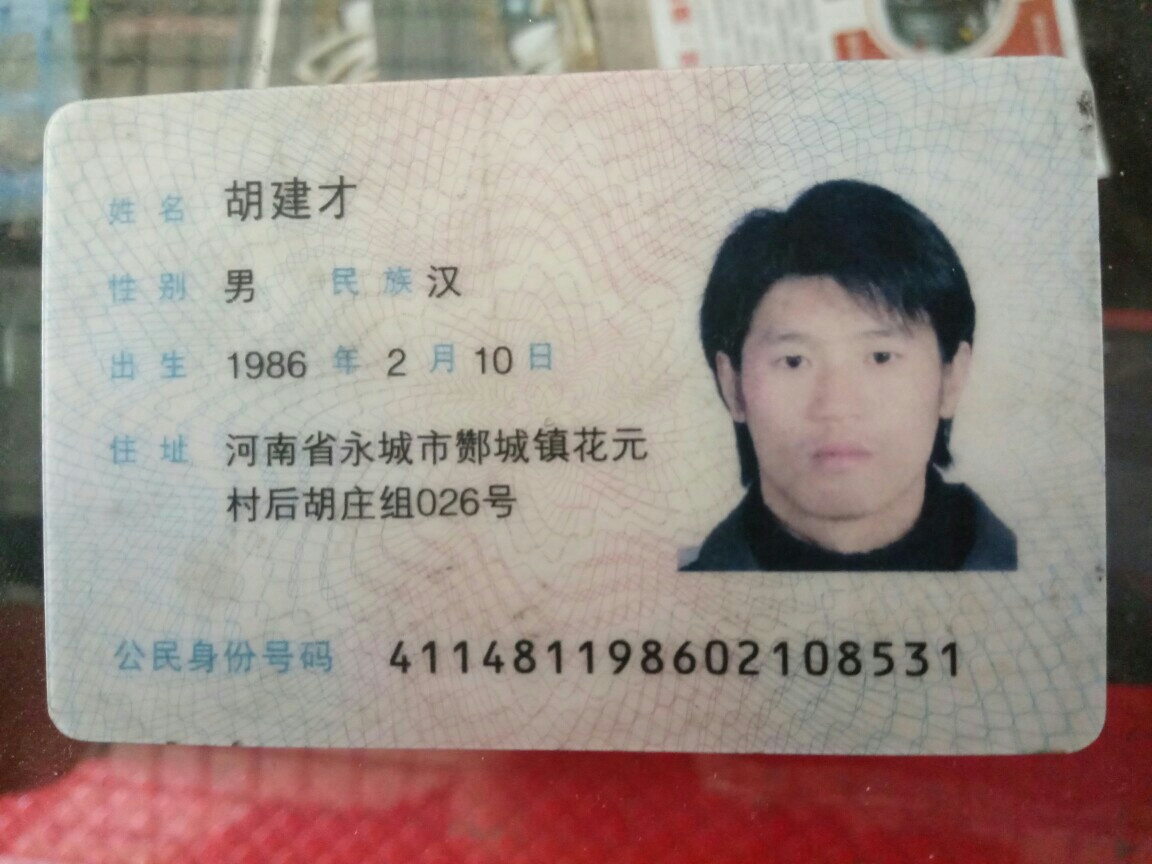 姓名 胡建才
性别 男 民族 汉
出生 1986 年 2 月 10 日
住址 河南省永城市酂城镇花元
村后胡庄组026号
公民身份号码 411481198602108531